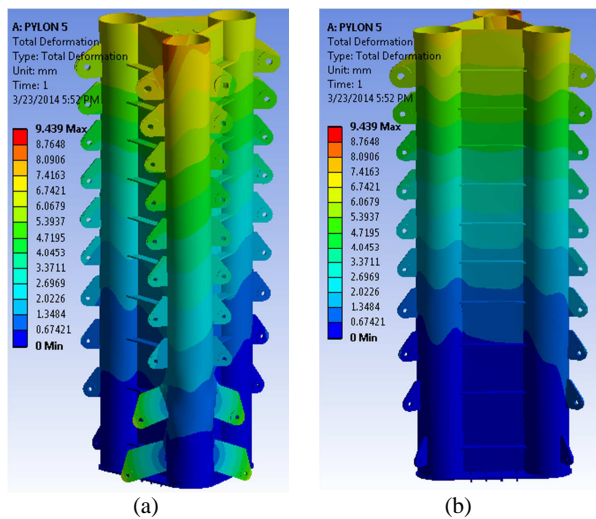 A: PYLON 5
Total Deformation
Type: Total Deformation
Unit: mm
Time: 1
3/23/2014 5:52 PM
9.439 Max
8.7648
8.0906
7.4163
6.7421
6.0679
5.3937
4.7195
4.0453
3.3711
2.6969
2.0226
1.3484
0.67421
0 Min
(a)
A: PYLON 5
Total Deformation
Type: Total Deformation
Unit: mm
Time: 1
3/23/2014 5:52 PM
9.439 Max
8.7648
8.0906
7.4163
6.7421
6.0679
5.3937
4.7195
4.0453
3.3711
2.6969
2.0226
1.3484
0.67421
0 Min
(b)